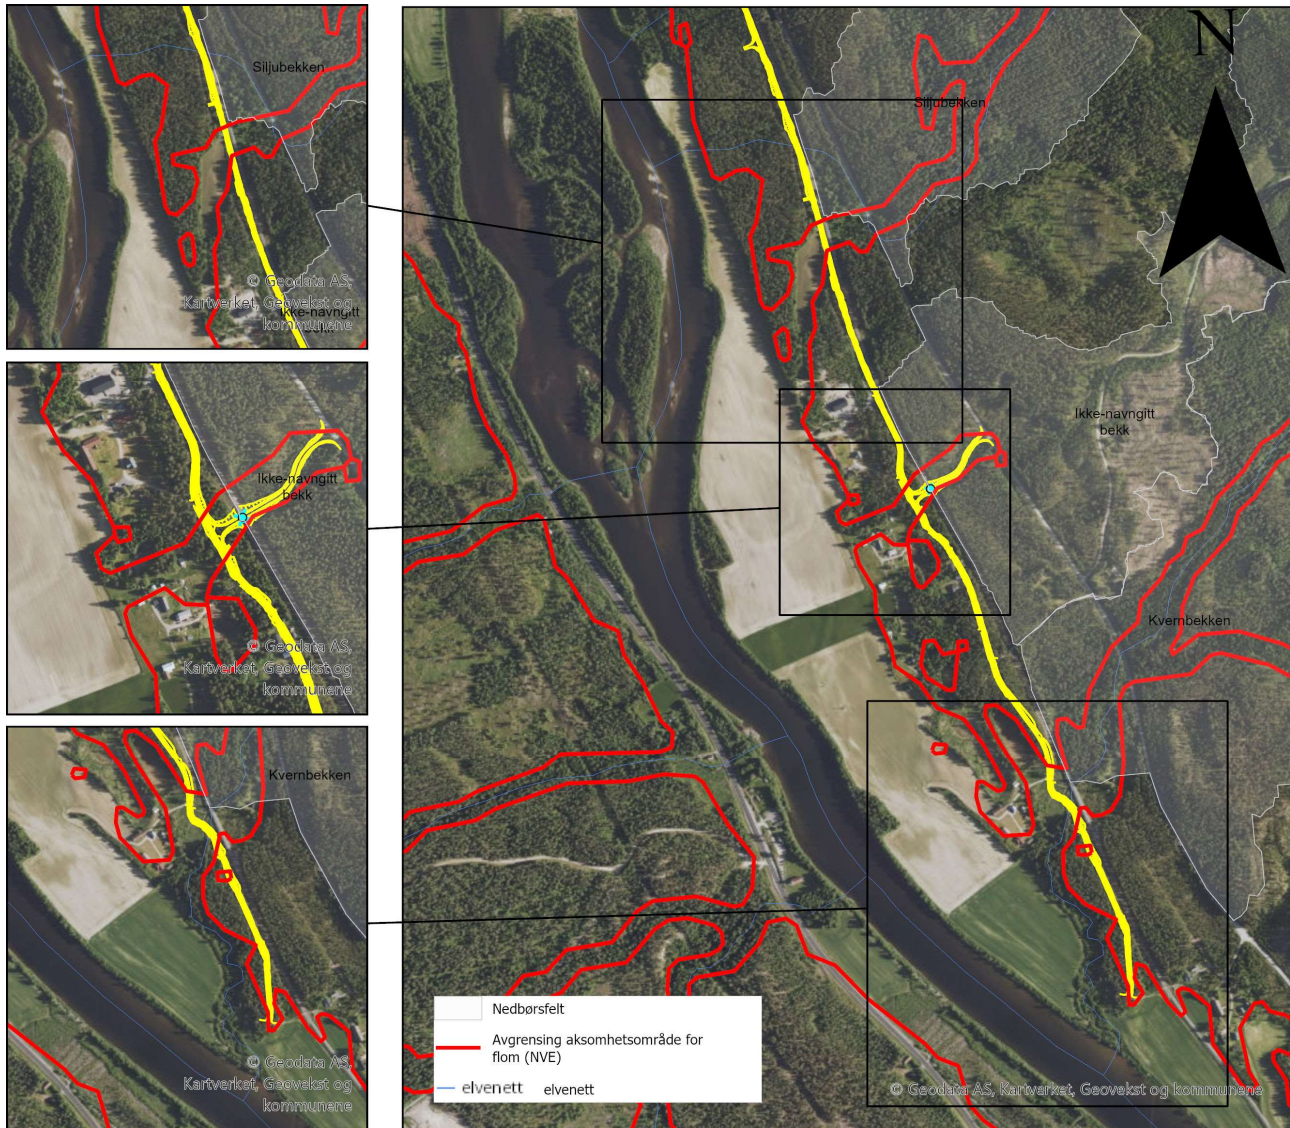 Siljubekken
© Geodata AS,
Kartverket, Geovekst og
kommunene
Ikke-navngitt
bekk
Ikke-navngitt
bekk
© Geodata AS,
Kartverket, Geovekst og
kommunene
Kvernbekken
© Geodata AS,
Kartverket, Geovekst og
kommunene
N
Siljubekken
Ikke-navngitt
bekk
Kvernbekken
Nedbørsfelt
Avgrensing aksomhetsområde for
flom (NVE)
elvenett elvenett
© Geodata AS, Kartverket, Geovekst og kommunene